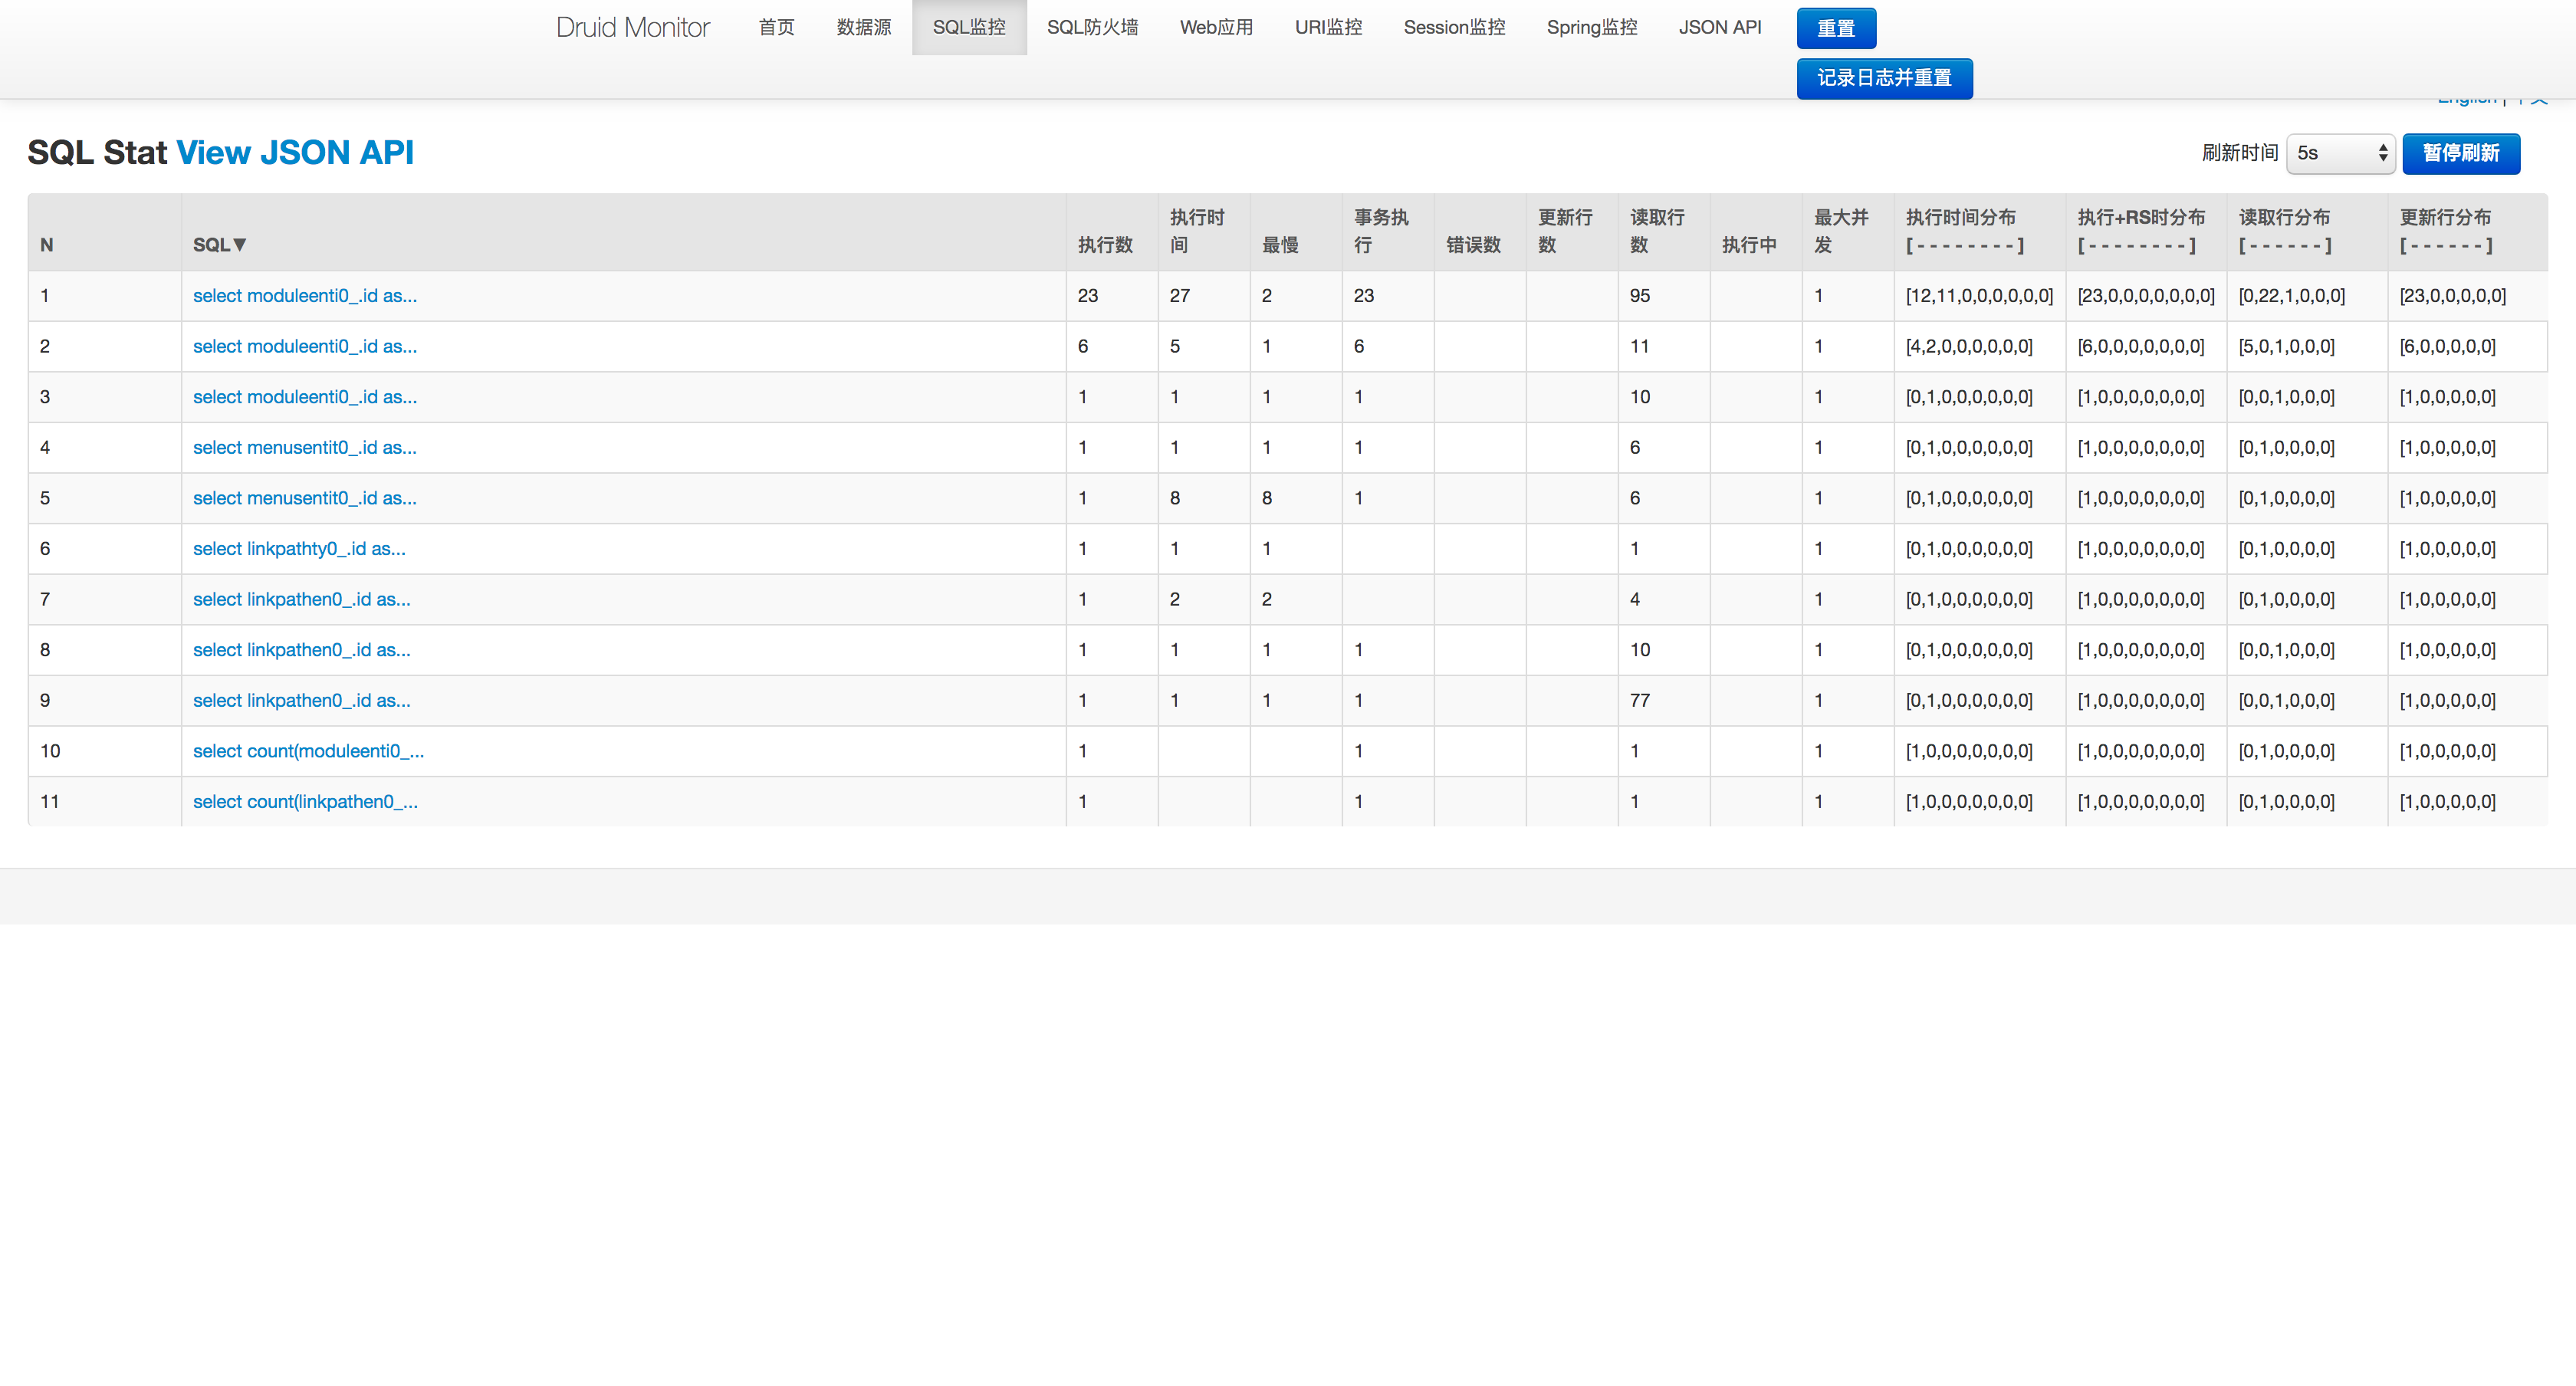 Druid Monitor 首页 数据源 SQL监控 SQL防火墙 Web应用 URI监控 Session监控 Spring监控 JSON API 重置
记录日志并重置
English |
SQL Stat View JSON API 刷新时间 5s 暂停刷新
N SQL▼ 执行数 执行时间 最慢 事务执行 错误数 更新行数 读取行数 执行中 最大并发 执行时间分布 [ - - - - - - - - ] 执行+RS时分布 [ - - - - - - - - ] 读取行分布 [ - - - - - - ] 更新行分布 [ - - - - - - ]
1 select moduleenti0_.id as... 23 27 2 23 95 1 [12,11,0,0,0,0,0,0] [23,0,0,0,0,0,0,0] [0,22,1,0,0,0] [23,0,0,0,0,0]
2 select moduleenti0_.id as... 6 5 1 6 11 1 [4,2,0,0,0,0,0,0] [6,0,0,0,0,0,0,0] [5,0,1,0,0,0] [6,0,0,0,0,0]
3 select moduleenti0_.id as... 1 1 1 1 10 1 [0,1,0,0,0,0,0,0] [1,0,0,0,0,0,0,0] [0,0,1,0,0,0] [1,0,0,0,0,0]
4 select menusentit0_.id as... 1 1 1 1 6 1 [0,1,0,0,0,0,0,0] [1,0,0,0,0,0,0,0] [0,1,0,0,0,0] [1,0,0,0,0,0]
5 select menusentit0_.id as... 1 8 8 1 6 1 [0,1,0,0,0,0,0,0] [1,0,0,0,0,0,0,0] [0,1,0,0,0,0] [1,0,0,0,0,0]
6 select linkpathty0_.id as... 1 1 1 1 1 [0,1,0,0,0,0,0,0] [1,0,0,0,0,0,0,0] [0,1,0,0,0,0] [1,0,0,0,0,0]
7 select linkpathen0_.id as... 1 2 2 4 1 [0,1,0,0,0,0,0,0] [1,0,0,0,0,0,0,0] [0,1,0,0,0,0] [1,0,0,0,0,0]
8 select linkpathen0_.id as... 1 1 1 1 10 1 [0,1,0,0,0,0,0,0] [1,0,0,0,0,0,0,0] [0,0,1,0,0,0] [1,0,0,0,0,0]
9 select linkpathen0_.id as... 1 1 1 1 77 1 [0,1,0,0,0,0,0,0] [1,0,0,0,0,0,0,0] [0,0,1,0,0,0] [1,0,0,0,0,0]
10 select count(moduleenti0_... 1 1 1 1 [1,0,0,0,0,0,0,0] [1,0,0,0,0,0,0,0] [0,1,0,0,0,0] [1,0,0,0,0,0]
11 select count(linkpathen0_... 1 1 1 1 [1,0,0,0,0,0,0,0] [1,0,0,0,0,0,0,0] [0,1,0,0,0,0] [1,0,0,0,0,0]